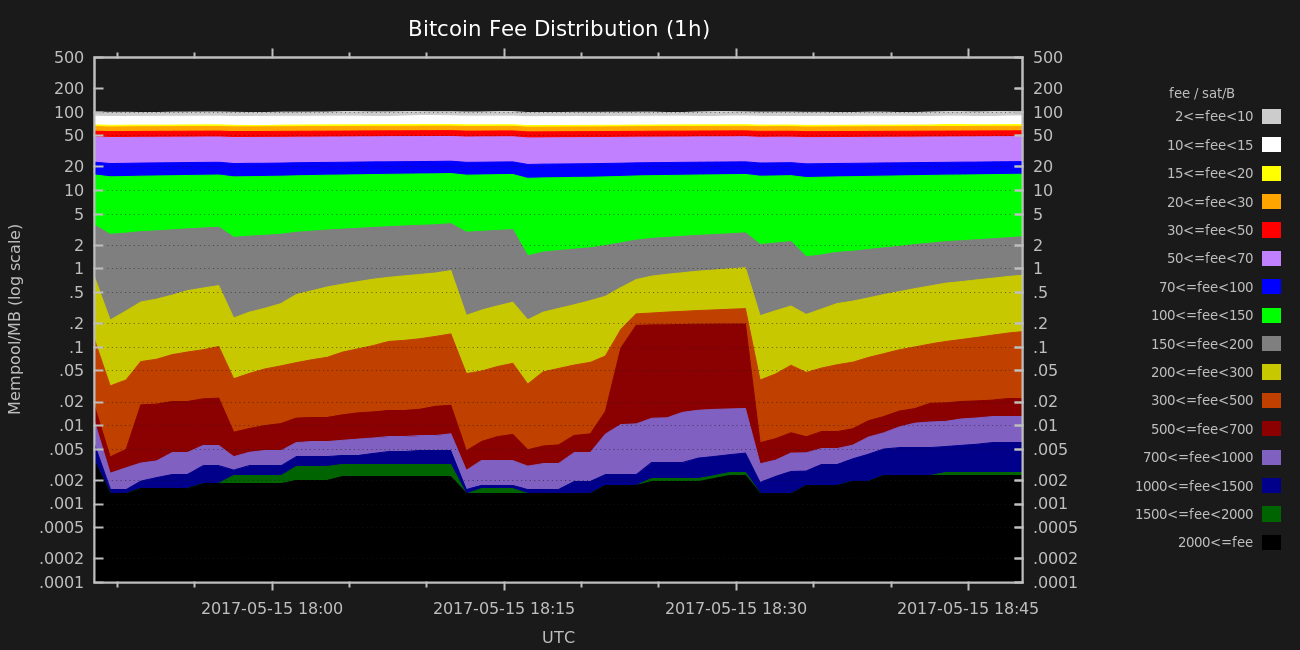 Bitcoin Fee Distribution (1h)
Mempool/MB (log scale)
500
200
100
50
20
10
5
2
1
.5
.2
.1
.05
.02
.01
.005
.002
.001
.0005
.0002
.0001
500
200
100
50
20
10
5
2
1
.5
.2
.1
.05
.02
.01
.005
.002
.001
.0005
.0002
.0001
2017-05-15 18:00
2017-05-15 18:15
2017-05-15 18:30
2017-05-15 18:45
UTC
fee / sat/B
2<=fee<10
10<=fee<15
15<=fee<20
20<=fee<30
30<=fee<50
50<=fee<70
70<=fee<100
100<=fee<150
150<=fee<200
200<=fee<300
300<=fee<500
500<=fee<700
700<=fee<1000
1000<=fee<1500
1500<=fee<2000
2000<=fee